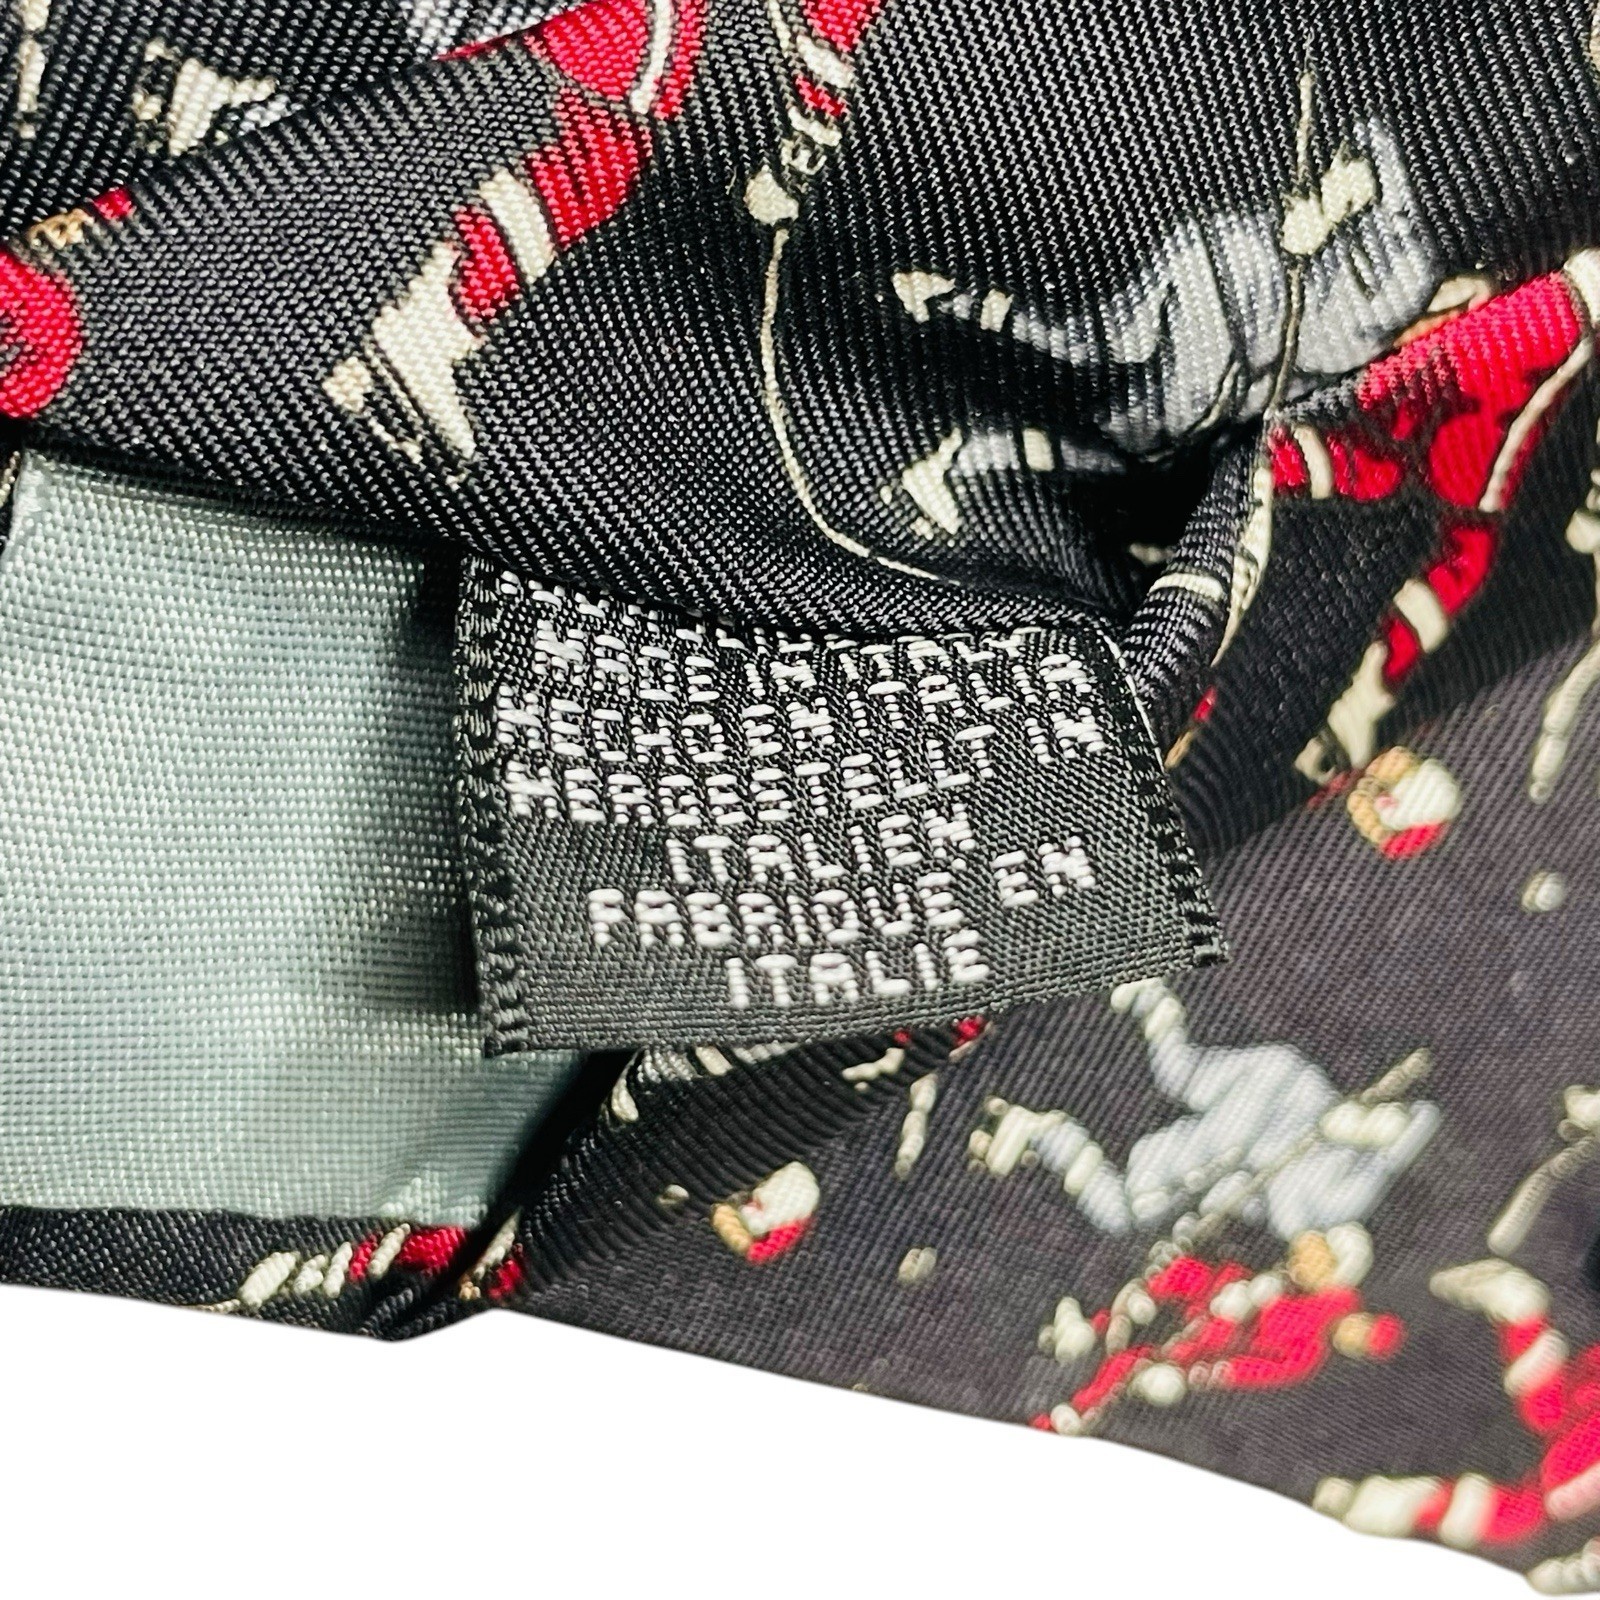 MADE IN ITALY
HECHO EN ITALIA
HERGESTELLT IN
ITALIEN
FABRIQUE EN
ITALIE